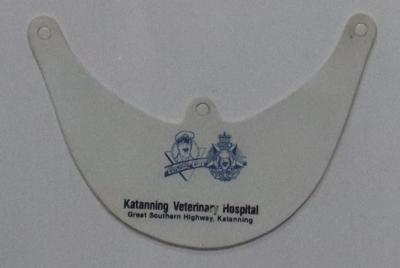 Katanning Veterinary Hospital
Great Southern Highway, Katanning